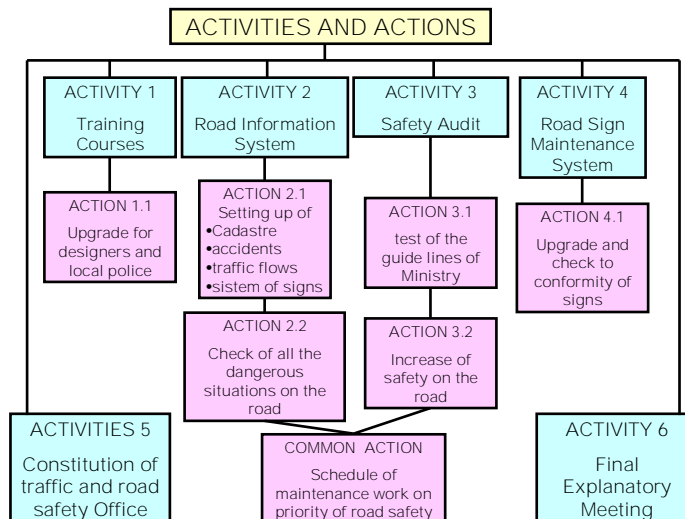 ACTIVITIES AND ACTIONS
ACTIVITY 1
Training
Courses
ACTIVITY 2
Road Information
System
ACTIVITY 3
Safety Audit
ACTIVITY 4
Road Sign
Maintenance
System
ACTION 1.1
Upgrade for
designers and
local police
ACTION 2.1
Setting up of
•Cadastre
•accidents
•traffic flows
•sistem of signs
ACTION 3.1
test of the
guide lines of
Ministry
ACTION 4.1
Upgrade and
check to
conformity of
signs
ACTION 2.2
Check of all the
dangerous
situations on the
road
ACTION 3.2
Increase of
safety on the
road
ACTIVITIES 5
Constitution of
traffic and road
safety Office
COMMON ACTION
Schedule of
maintenance work on
priority of road safety
ACTIVITY 6
Final
Explanatory
Meeting